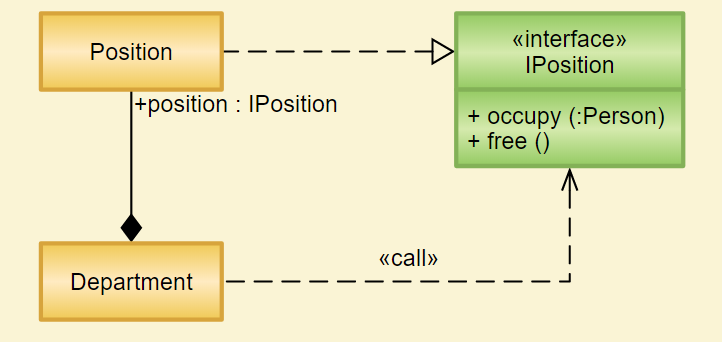 Position
«interface»
IPosition
+position : IPosition
+ occupy (:Person)
+ free ()
«call»
Department